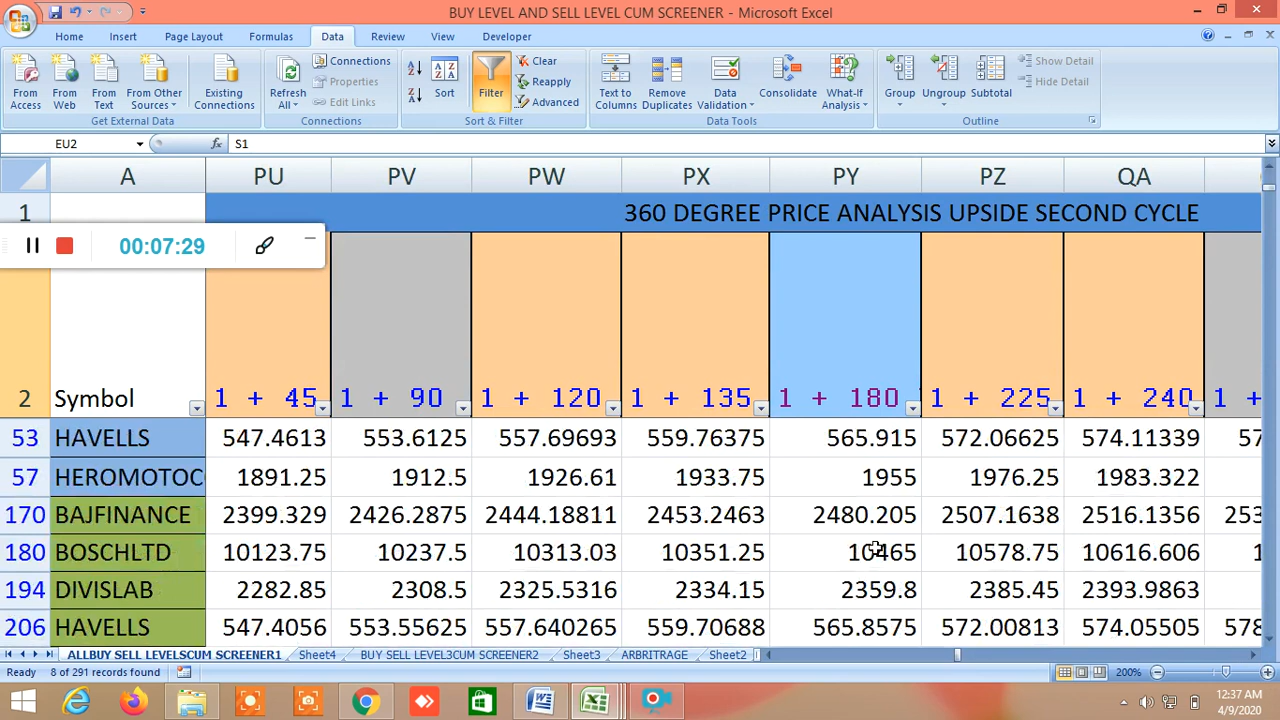 BUY LEVEL AND SELL LEVEL CUM SCREENER - Microsoft Excel
Home Insert Page Layout Formulas Data Review View Developer
From Access From Web From Text From Other Sources Existing Connections Refresh All Connections Properties Edit Links Sort Filter Clear Reapply Advanced Text to Columns Remove Duplicates Data Validation Consolidate What-If Analysis Group Ungroup Subtotal Show Detail Hide Detail
Get External Data Connections Sort & Filter Data Tools Outline
EU2 fx S1
A PU PV PW PX PY PZ QA
1 360 DEGREE PRICE ANALYSIS UPSIDE SECOND CYCLE
00:07:29
2 Symbol 1 + 45 1 + 90 1 + 120 1 + 135 1 + 180 1 + 225 1 + 240 1 +
53 HAVELLS 547.4613 553.6125 557.69693 559.76375 565.915 572.06625 574.11339 57
57 HEROMOTOC 1891.25 1912.5 1926.61 1933.75 1955 1976.25 1983.322
170 BAJFINANCE 2399.329 2426.2875 2444.18811 2453.2463 2480.205 2507.1638 2516.1356 253
180 BOSCHLTD 10123.75 10237.5 10313.03 10351.25 10465 10578.75 10616.606 1
194 DIVISLAB 2282.85 2308.5 2325.5316 2334.15 2359.8 2385.45 2393.9863
206 HAVELLS 547.4056 553.55625 557.640265 559.70688 565.8575 572.00813 574.05505 578
ALLBUY SELL LEVELSCUM SCREENER1 Sheet4 BUY SELL LEVEL3CUM SCREENER2 Sheet3 ARBITRAGE Sheet2
Ready 8 of 291 records found 200%
12:37 AM
4/9/2020